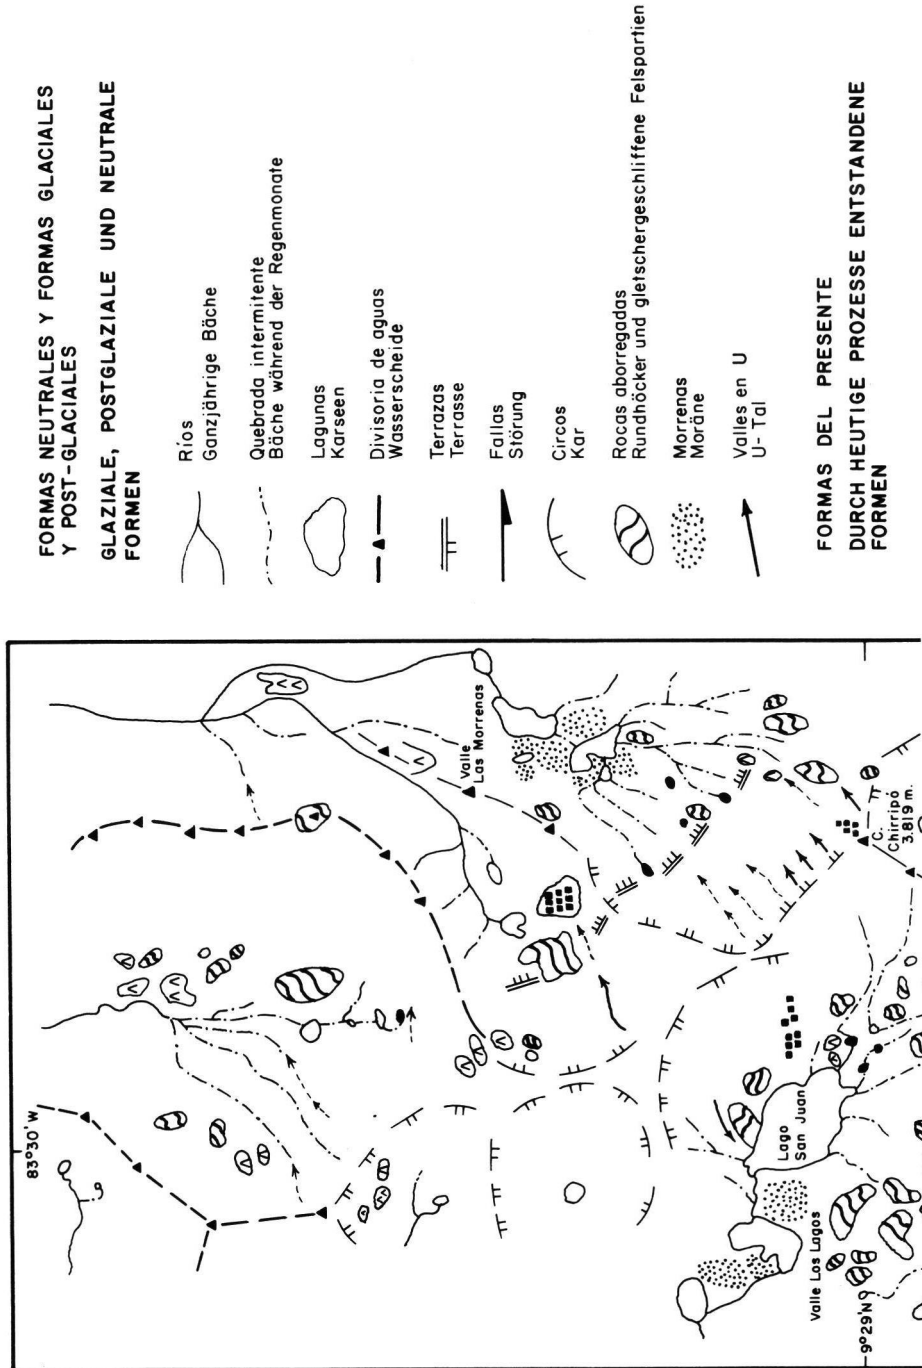 FORMAS NEUTRALES Y FORMAS GLACIALES
Y POST-GLACIALES
GLAZIALE, POSTGLAZIALE UND NEUTRALE
FORMEN
Ríos
Ganzjährige Bäche
Quebrada intermitente
Bäche während der Regenmonate
Lagunas
Karseen
Divisoria de aguas
Wasserscheide
Terrazas
Terrasse
Fallas
Störung
Circos
Kar
Rocas aborregadas
Rundhöcker und gletschergeschliffene Felspartien
Morrenas
Moräne
Valles en U
U- Tal
FORMAS DEL PRESENTE
DURCH HEUTIGE PROZESSE ENTSTANDENE
FORMEN
83°30' W
Valle
Las Morrenas
C.
Chirripó
3.819 m.
Lago
San Juan
Valle Los Lagos
9°29'N